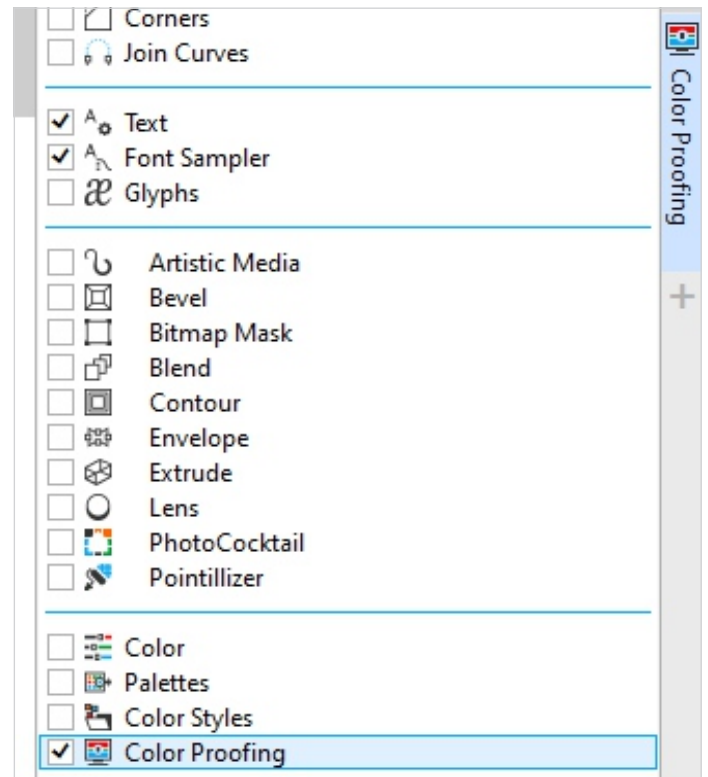 Corners
Join Curves
Text
Font Sampler
Glyphs
Artistic Media
Bevel
Bitmap Mask
Blend
Contour
Envelope
Extrude
Lens
PhotoCocktail
Pointillizer
Color
Palettes
Color Styles
Color Proofing
Color Proofing